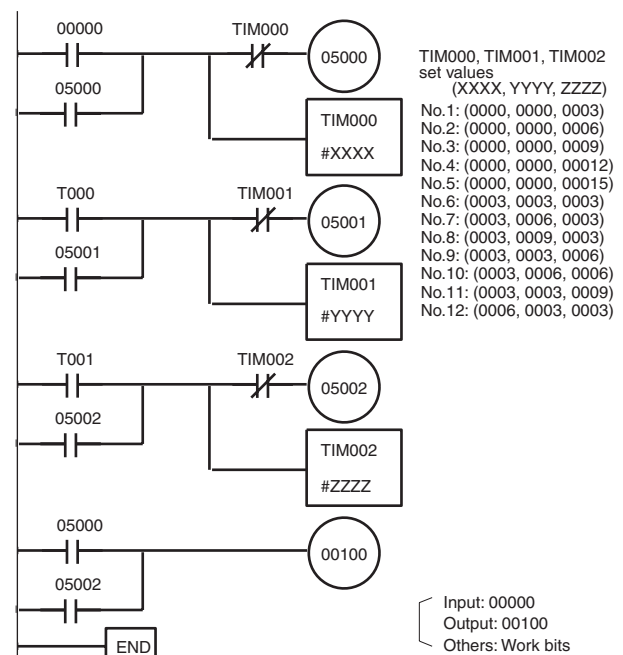 00000
TIM000
05000
05000
TIM000
#XXXX
T000
TIM001
05001
05001
TIM001
#YYYY
T001
TIM002
05002
05002
TIM002
#ZZZZ
05000
00100
05002
END
TIM000, TIM001, TIM002
set values
(XXXX, YYYY, ZZZZ)
No.1: (0000, 0000, 0003)
No.2: (0000, 0000, 0006)
No.3: (0000, 0000, 0009)
No.4: (0000, 0000, 00012)
No.5: (0000, 0000, 00015)
No.6: (0003, 0003, 0003)
No.7: (0003, 0006, 0003)
No.8: (0003, 0009, 0003)
No.9: (0003, 0003, 0006)
No.10: (0003, 0006, 0006)
No.11: (0003, 0003, 0009)
No.12: (0006, 0003, 0003)
Input: 00000
Output: 00100
Others: Work bits